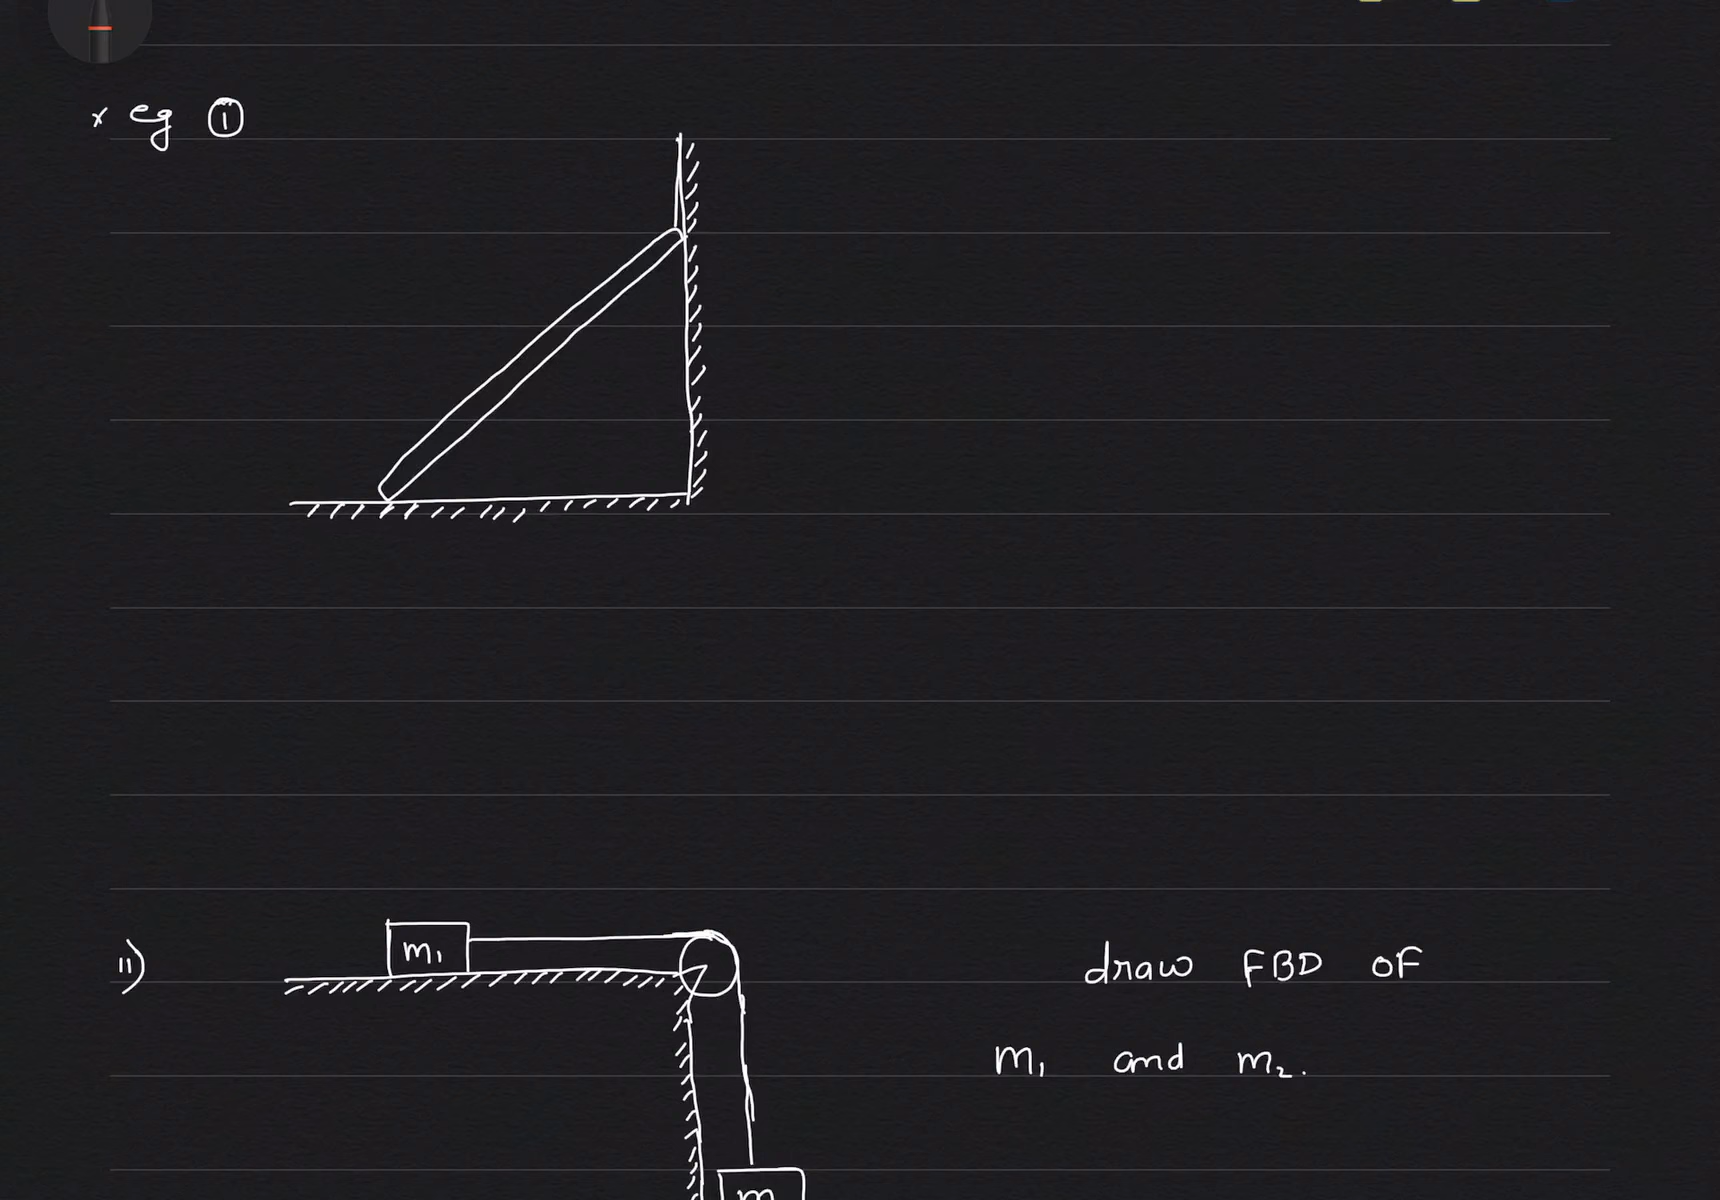 × eg ①
ii)
m₁
draw FBD OF
m₁ and m₂.
m